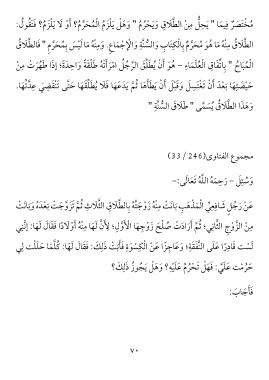 مُخْتَصَرٌ فِيمَا " يَحِلُّ مِنَ الطَّلَاقِ وَيَحْرُمُ " وَهَلْ يَلْزَمُ الْمُحَرَّمُ؟ أَوْ لَا يَلْزَمُ؟ فَنَقُولُ:
الطَّلَاقُ مِنْهُ مَا هُوَ مُحَرَّمٌ بِالْكِتَابِ وَالسُّنَّةِ وَالْإِجْمَاعِ. وَمِنْهُ مَا لَيْسَ بِمُحَرَّمٍ " فَالطَّلَاقُ
الْمُبَاحُ " بِاتِّفَاقِ الْعُلَمَاءِ - هُوَ أَنْ يُطَلِّقَ الرَّجُلُ امْرَأَتَهُ طَلْقَةً وَاحِدَةً؛ إذَا طَهُرَتْ مِنْ
حَيْضَتِهَا بَعْدَ أَنْ تَغْتَسِلَ وَقَبْلَ أَنْ يَطَأَهَا ثُمَّ يَدَعَهَا فَلَا يُطَلِّقَهَا حَتَّى تَنْقَضِيَ عِدَّتُهَا.
وَهَذَا الطَّلَاقُ يُسَمَّى " طَلَاقَ السُّنَّةِ "
مجموع الفتاوى(246 / 33)
وَسُئِلَ - رَحِمَهُ اللَّهُ تَعَالَى:-
عَنْ رَجُلٍ شَافِعِيِّ الْمَذْهَبِ بَانَتْ مِنْهُ زَوْجَتُهُ بِالطَّلَاقِ الثَّلَاثِ ثُمَّ تَزَوَّجَتْ بَعْدَهُ وَبَانَتْ
مِنَ الزَّوْجِ الثَّانِي؛ ثُمَّ أَرَادَتْ صُلْحَ زَوْجِهَا الْأَوَّلِ؛ لِأَنَّ لَهَا مِنْهُ أَوْلَادًا فَقَالَ لَهَا: إنَّنِي
لَسْت قَادِرًا عَلَى النَّفَقَةِ؛ وَعَاجِزًا عَنْ الْكِسْوَةِ فَأَبَتْ ذَلِكَ: فَقَالَ لَهَا: كُلَّمَا حَلَلْت لِي
حَرُمْت عَلَيَّ: فَهَلْ تَحْرُمُ عَلَيْهِ؟ وَهَلْ يَجُوزُ ذَلِكَ؟
فَأَجَابَ:
٧٠